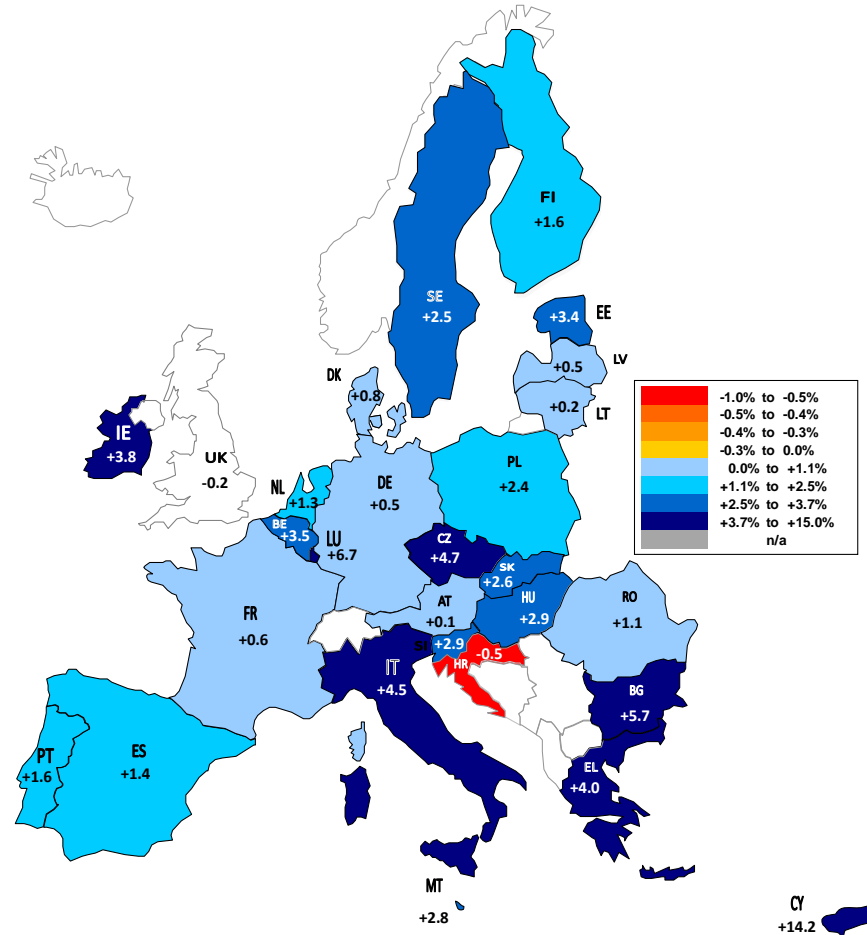 FI
+1.6
SE
+2.5
EE
+3.4
LV
+0.5
DK
+0.8
LT
+0.2
-1.0% to -0.5%
-0.5% to -0.4%
-0.4% to -0.3%
-0.3% to 0.0%
0.0% to +1.1%
+1.1% to +2.5%
+2.5% to +3.7%
+3.7% to +15.0%
n/a
IE
+3.8
UK
-0.2
NL
+1.3
DE
+0.5
PL
+2.4
BE
+3.5
LU
+6.7
CZ
+4.7
SK
+2.6
AT
+0.1
HU
+2.9
RO
+1.1
FR
+0.6
SI
+2.9
HR
-0.5
IT
+4.5
BG
+5.7
PT
+1.6
ES
+1.4
EL
+4.0
MT
+2.8
CY
+14.2